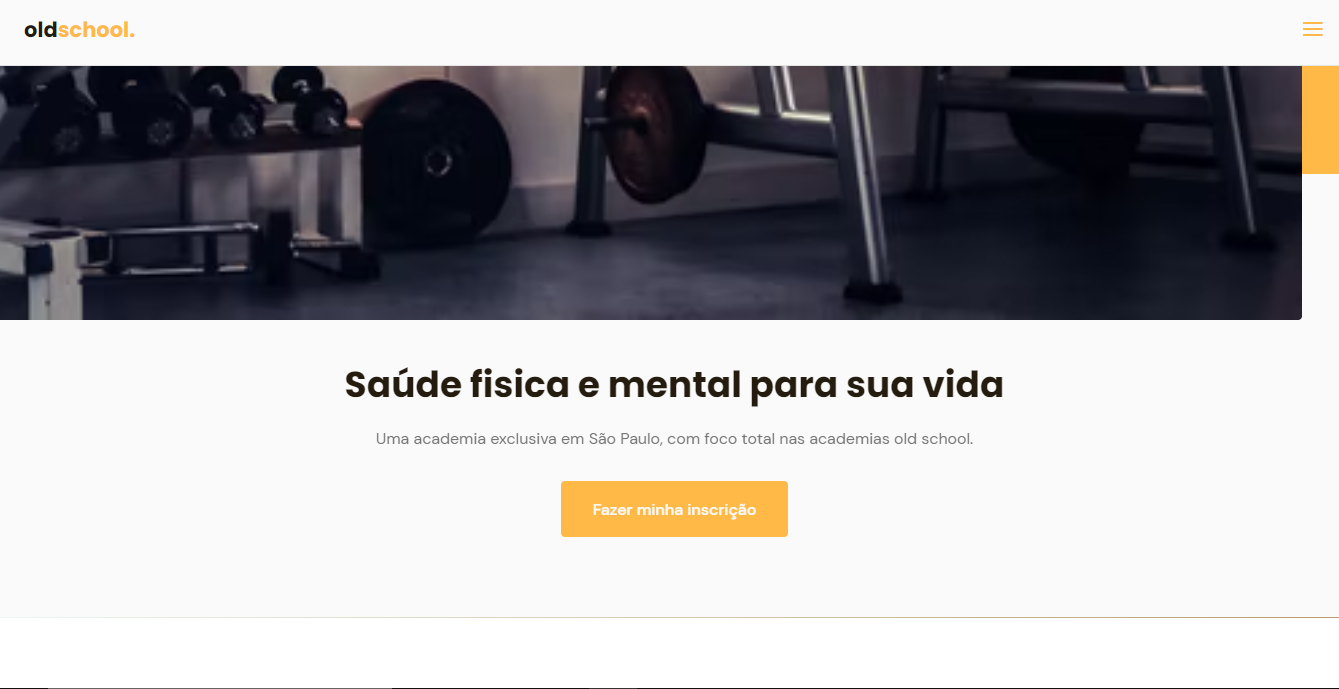 oldschool.
Saúde fisica e mental para sua vida
Uma academia exclusiva em São Paulo, com foco total nas academias old school.
Fazer minha inscrição